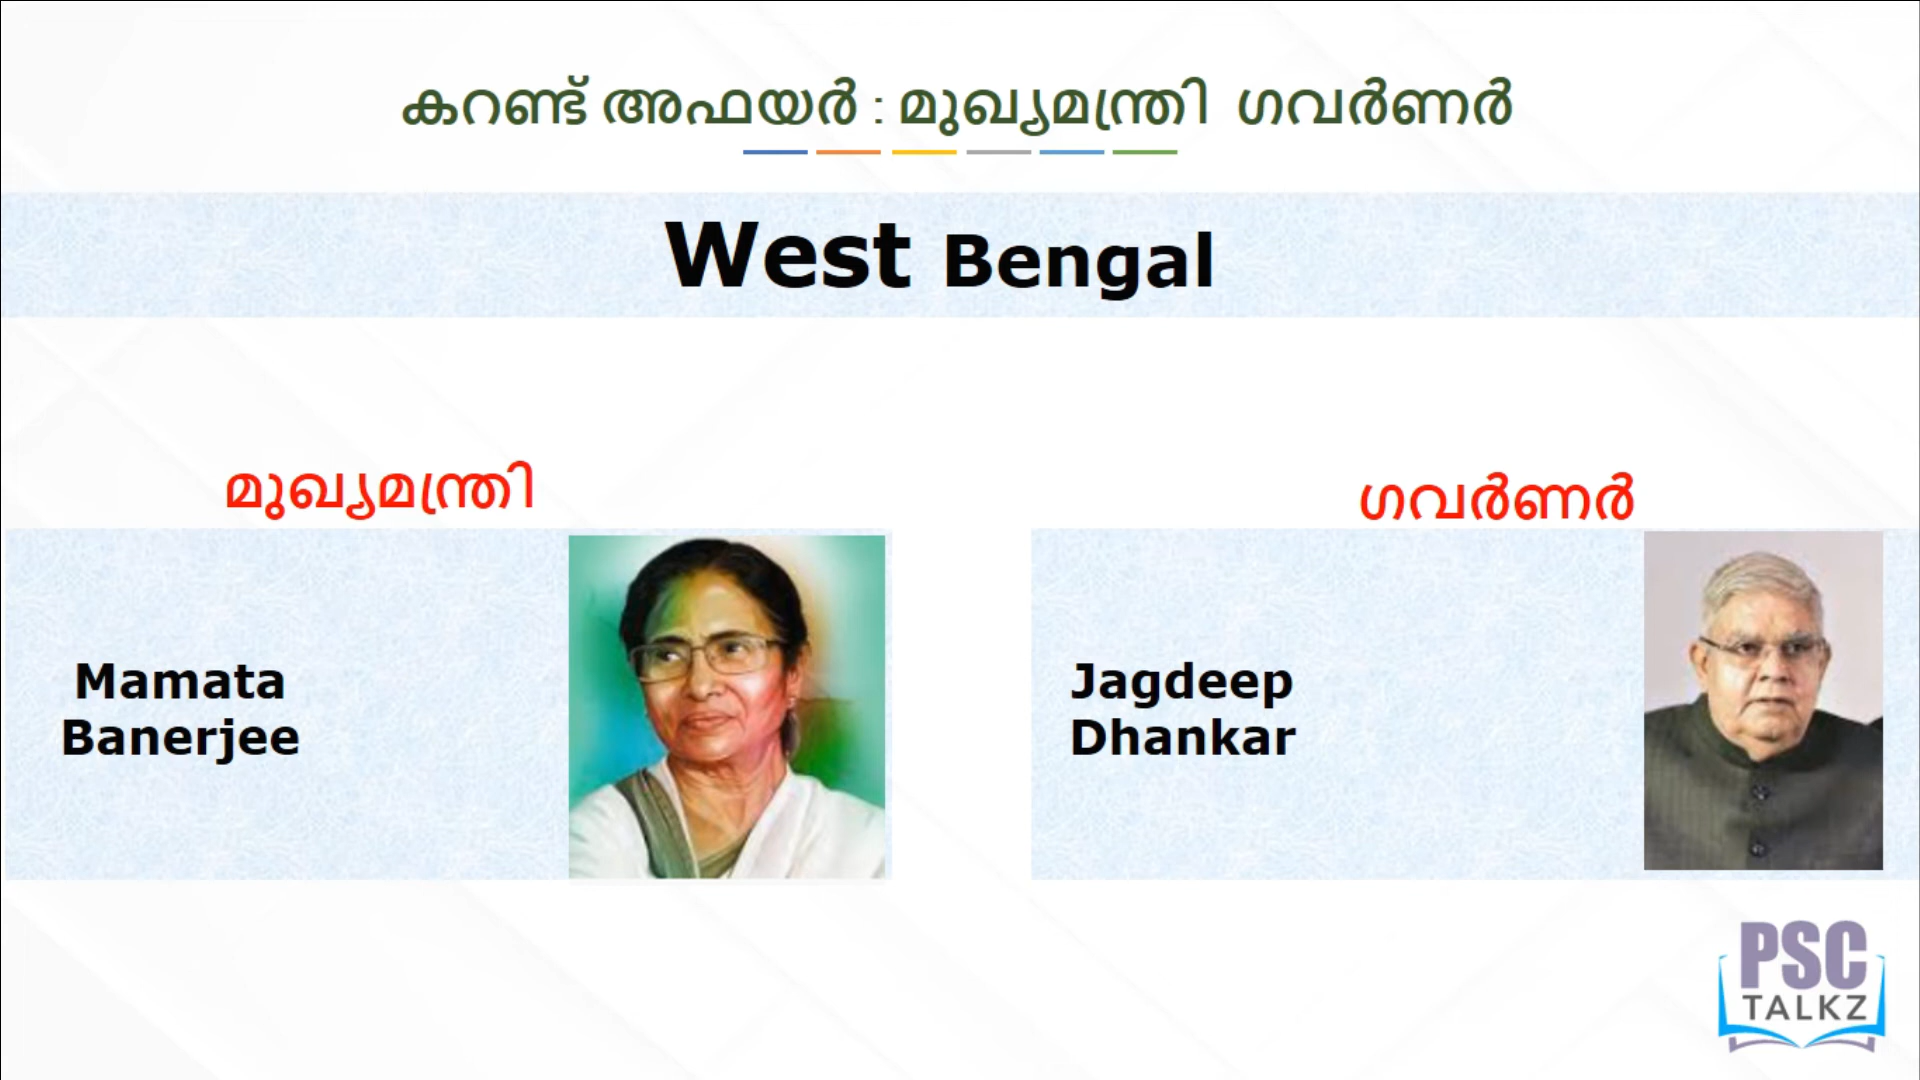 കറണ്ട് അഫയർ : മുഖ്യമന്ത്രി ഗവർണർ
West Bengal
മുഖ്യമന്ത്രി
ഗവർണർ
Mamata
Banerjee
Jagdeep
Dhankar
PSC
TALKZ